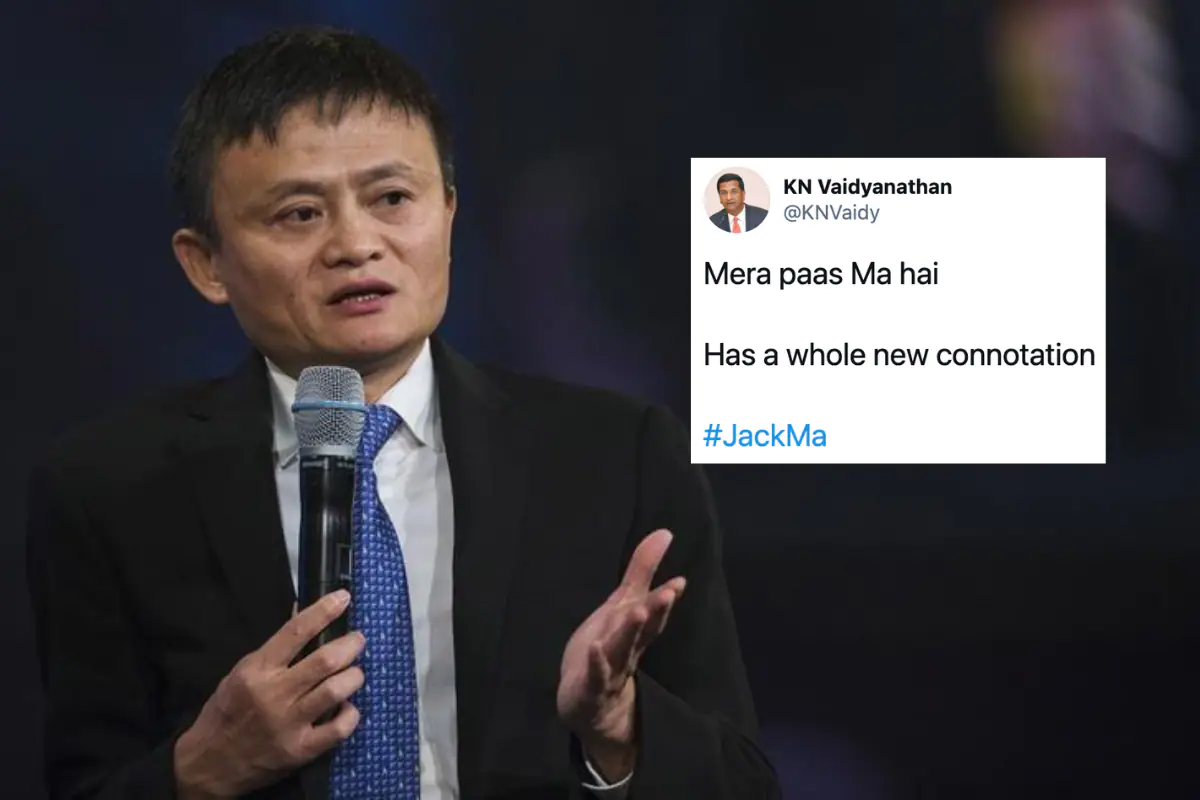 KN Vaidyanathan
@KNVaidy
Mera paas Ma hai
Has a whole new connotation
#JackMa